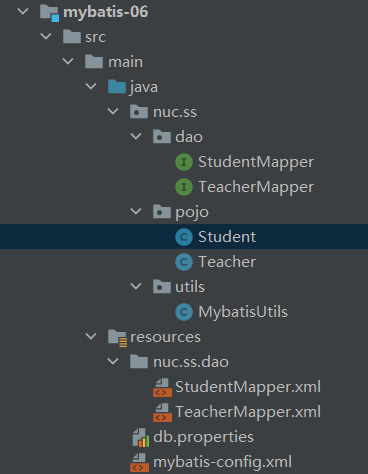 mybatis-06
src
main
java
nuc.ss
dao
I StudentMapper
I TeacherMapper
pojo
C Student
C Teacher
utils
C MybatisUtils
resources
nuc.ss.dao
StudentMapper.xml
TeacherMapper.xml
db.properties
mybatis-config.xml